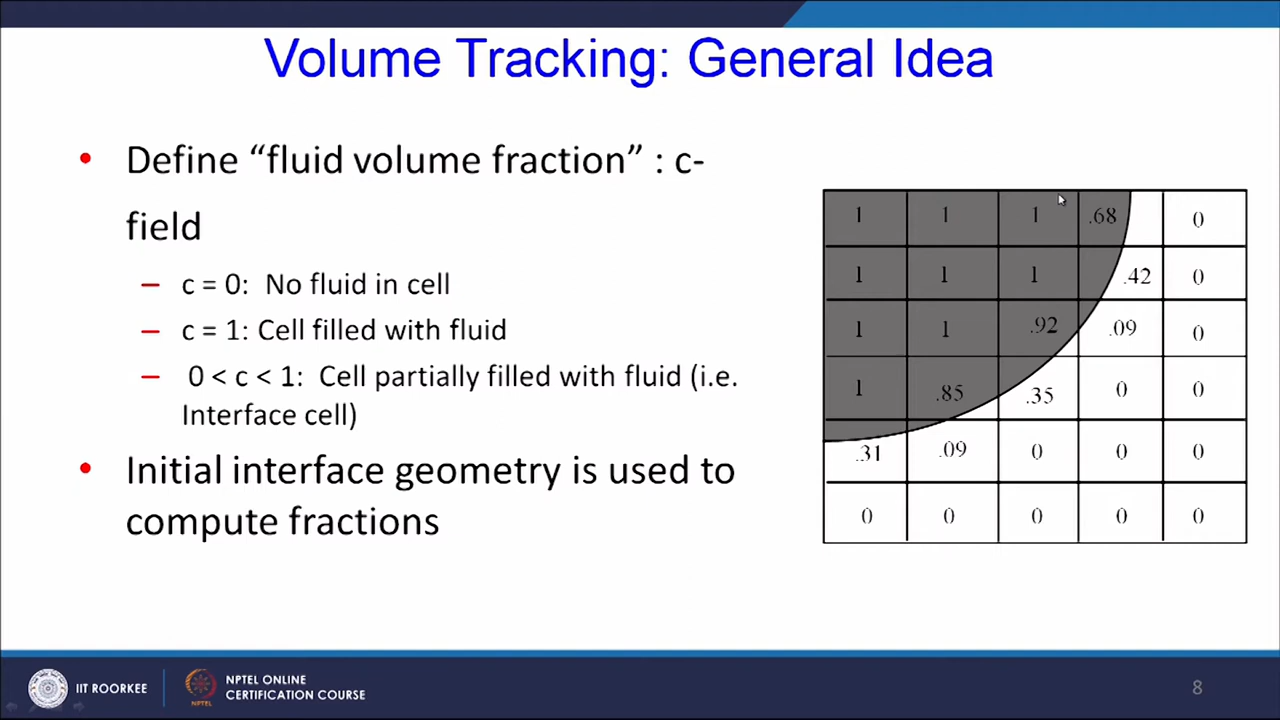 Volume Tracking: General Idea
• Define “fluid volume fraction” : c-
field
– c = 0: No fluid in cell
– c = 1: Cell filled with fluid
– 0 < c < 1: Cell partially filled with fluid (i.e.
Interface cell)
• Initial interface geometry is used to
compute fractions
1 1 1 .68 0
1 1 1 .42 0
1 1 .92 .09 0
1 .85 .35 0 0
.31 .09 0 0 0
0 0 0 0 0
IIT ROORKEE
NPTEL
NPTEL ONLINE
CERTIFICATION COURSE
8